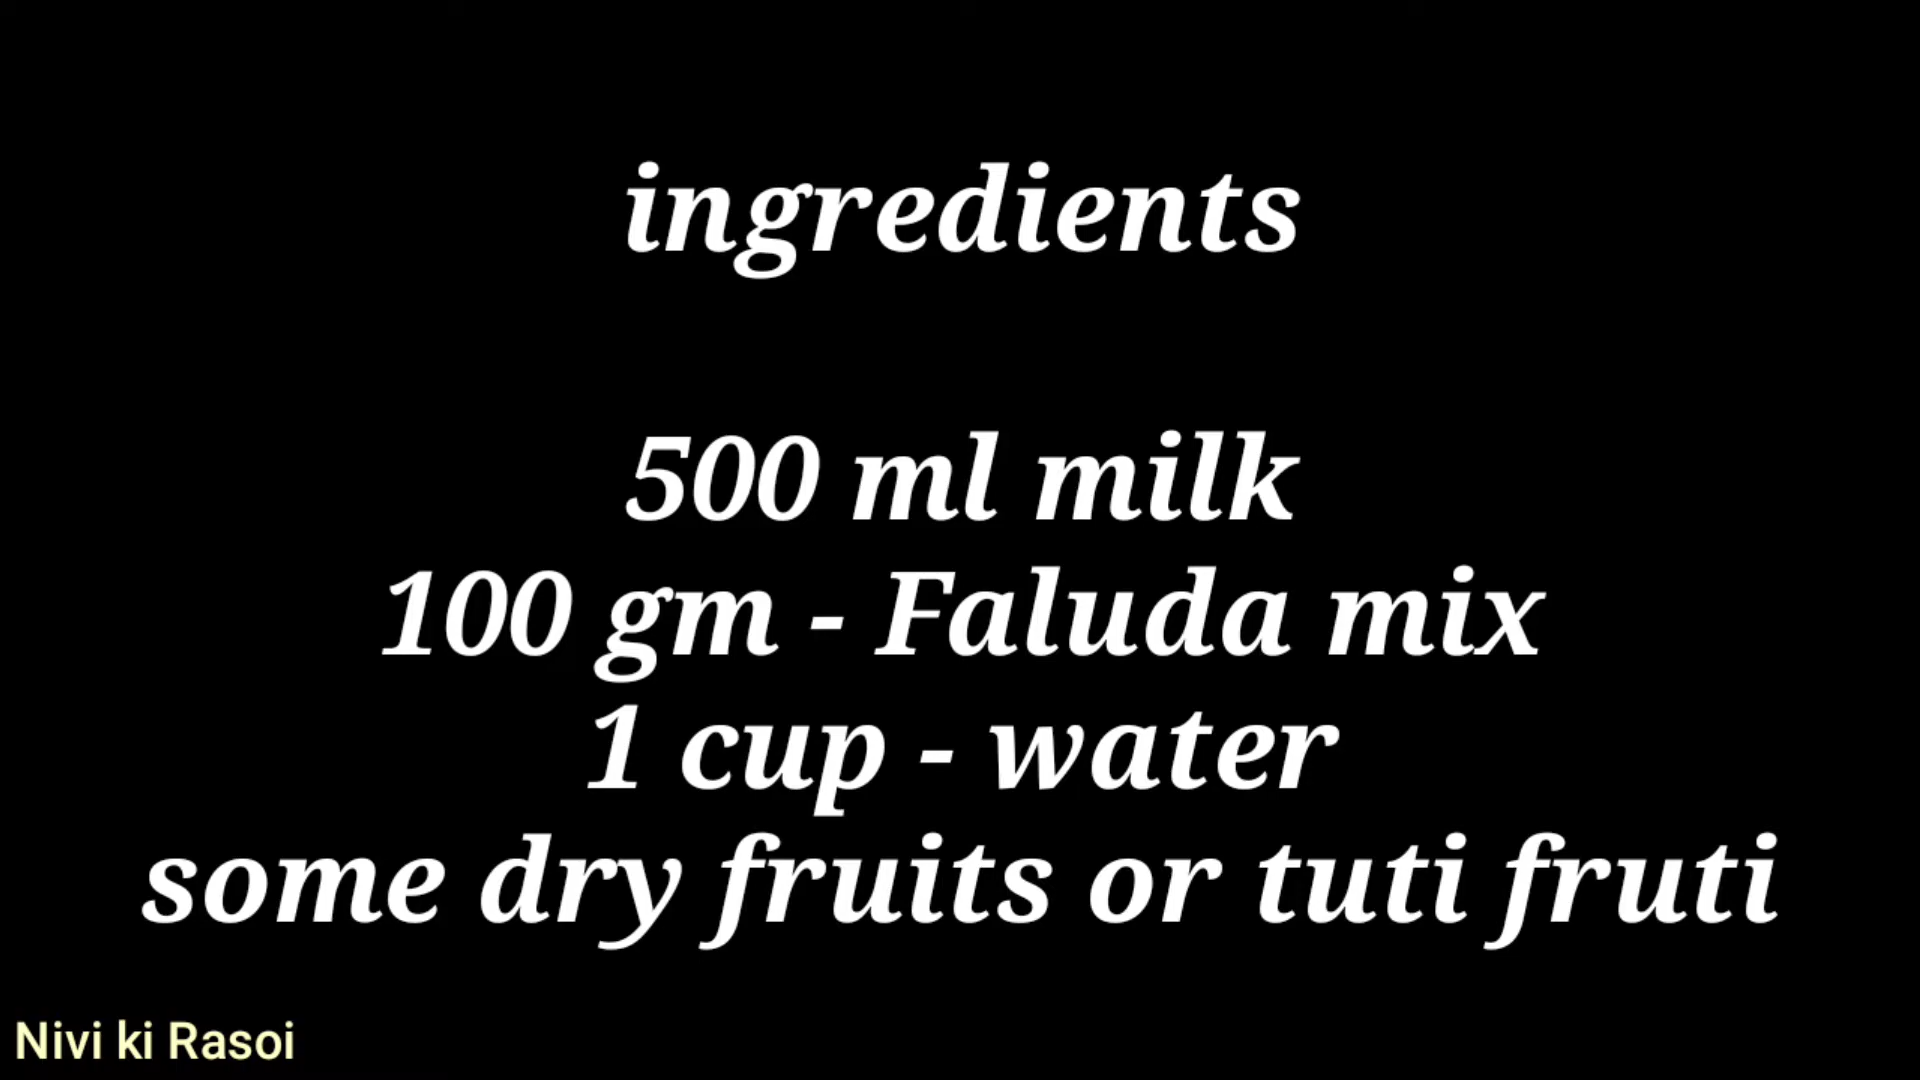 ingredients
500 ml milk
100 gm - Faluda mix
1 cup - water
some dry fruits or tuti fruti
Nivi ki Rasoi